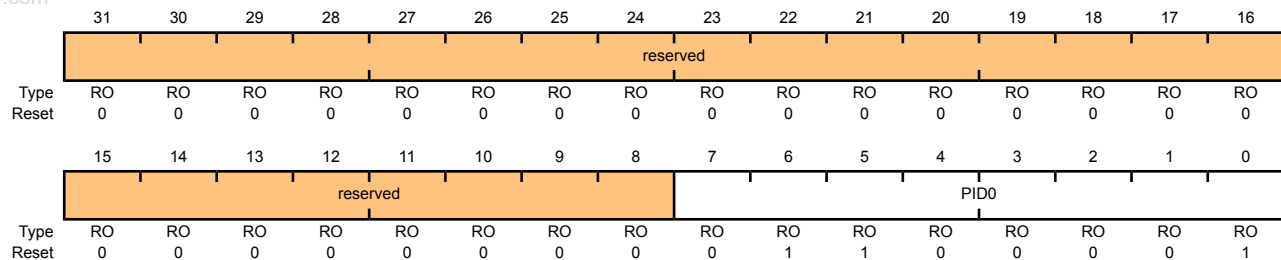 .com
31 30 29 28 27 26 25 24 23 22 21 20 19 18 17 16
reserved
Type RO RO RO RO RO RO RO RO RO RO RO RO RO RO RO RO
Reset 0 0 0 0 0 0 0 0 0 0 0 0 0 0 0 0
15 14 13 12 11 10 9 8 7 6 5 4 3 2 1 0
reserved PID0
Type RO RO RO RO RO RO RO RO RO RO RO RO RO RO RO RO
Reset 0 0 0 0 0 0 0 0 0 1 1 0 0 0 0 1